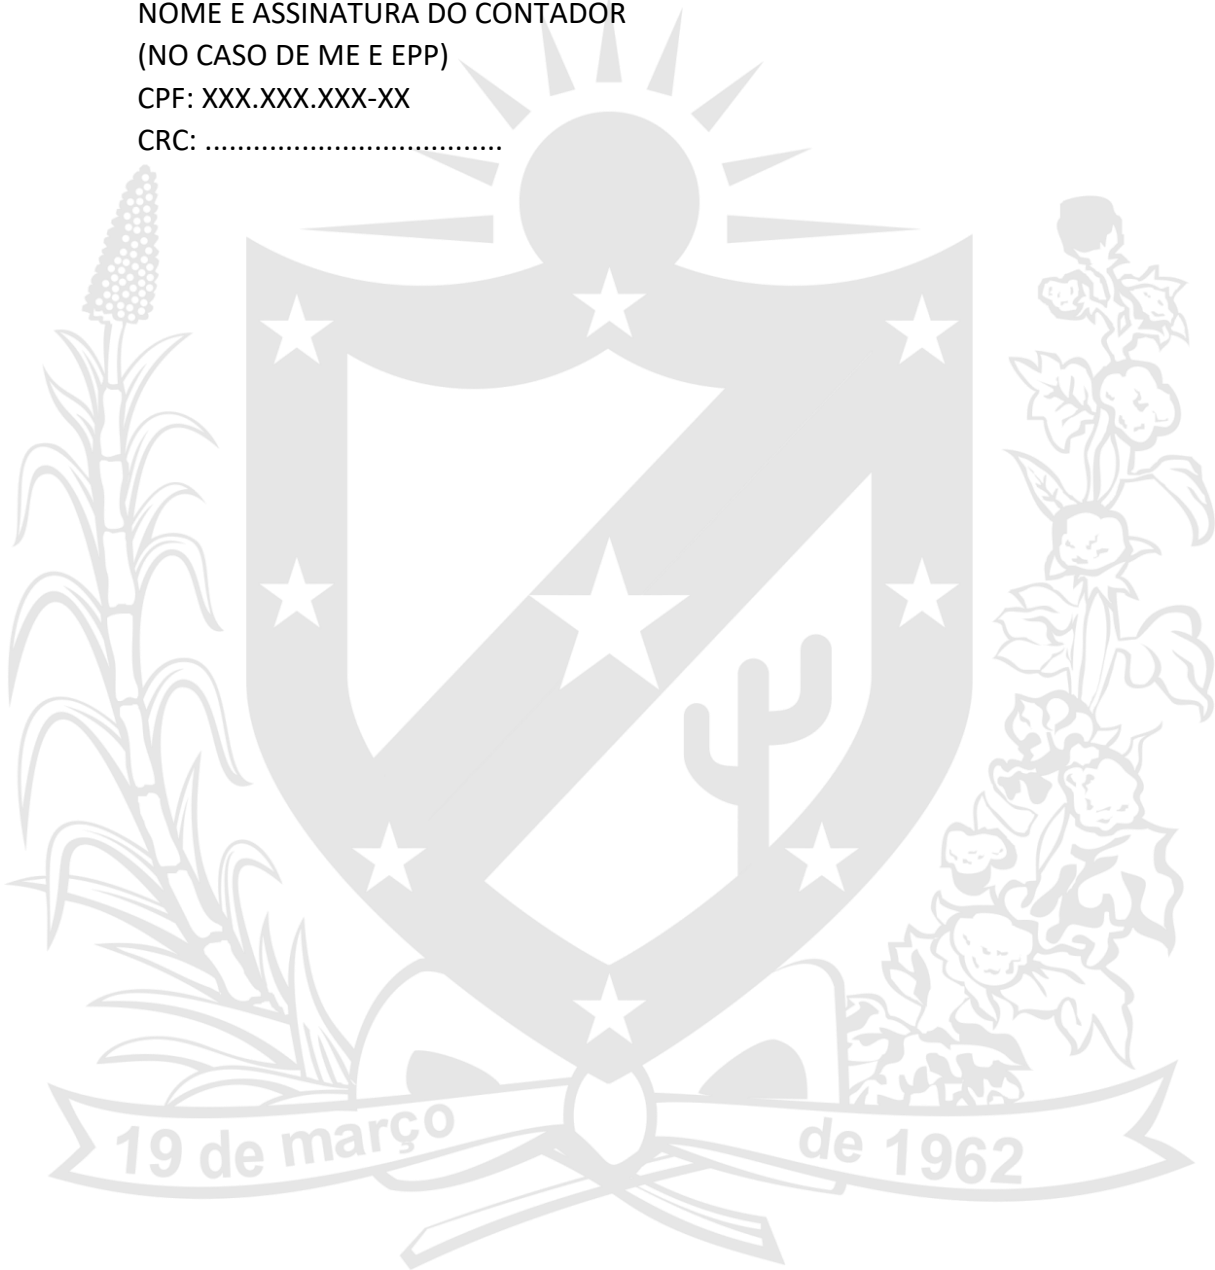 NOME E ASSINATURA DO CONTADOR
(NO CASO DE ME E EPP)
CPF: XXX.XXX.XXX-XX
CRC: .....................................
19 de março de 1962